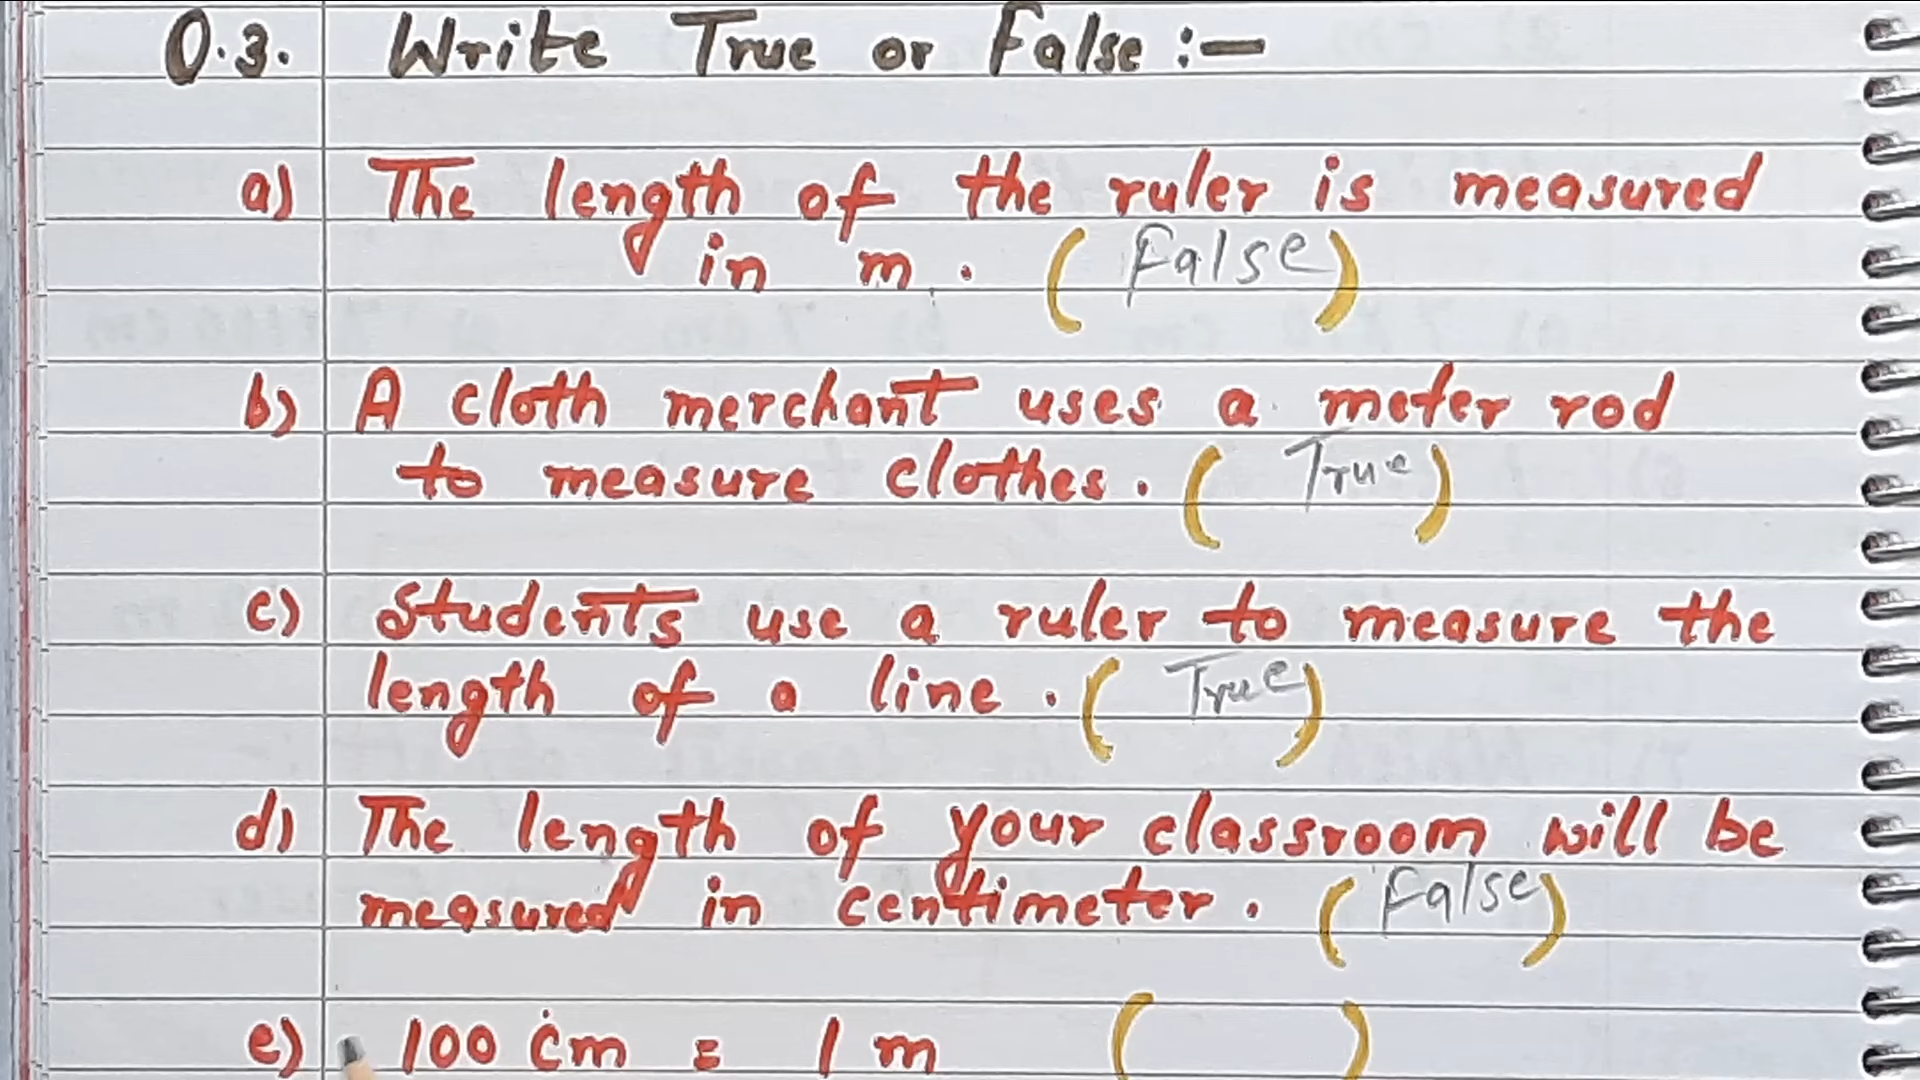 Q.3. Write True or False :-
a) The length of the ruler is measured
in m. ( False )
b) A cloth merchant uses a meter rod
to measure clothes. ( True )
c) Students use a ruler to measure the
length of a line. ( True )
d) The length of your classroom will be
measured in centimeter. ( False )
e) 100 cm = 1 m ( )